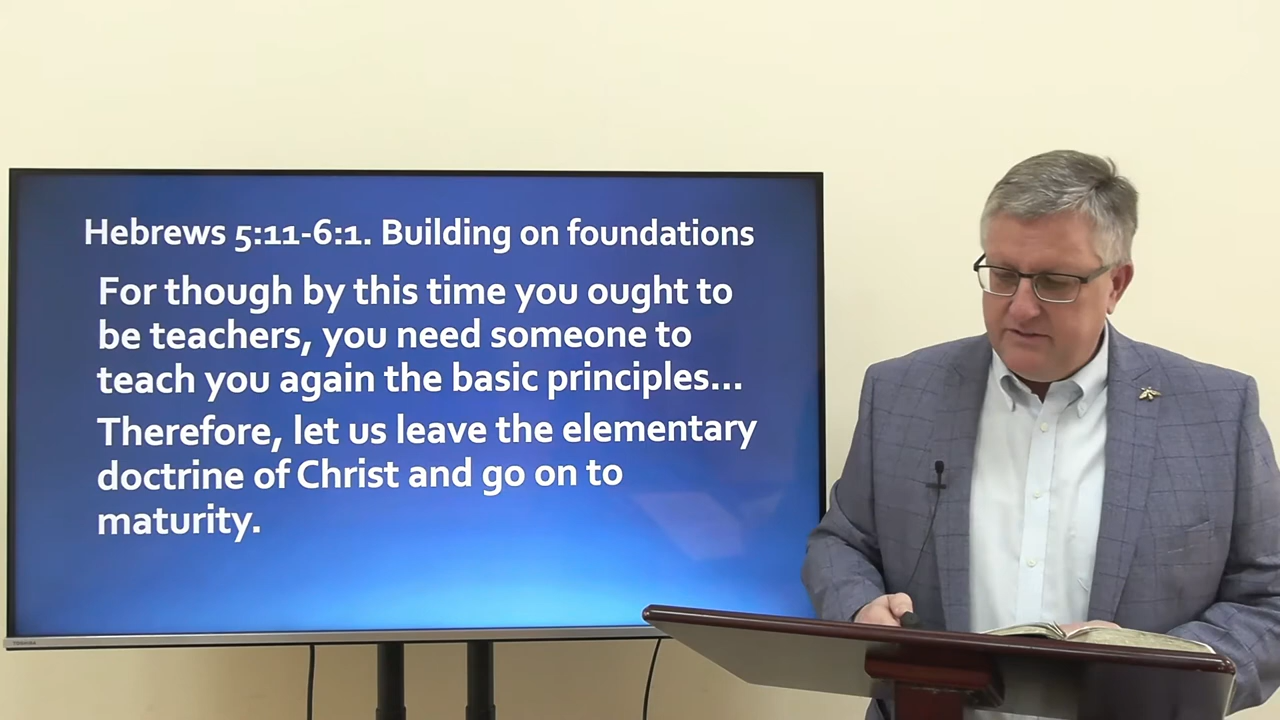 Hebrews 5:11-6:1. Building on foundations
For though by this time you ought to
be teachers, you need someone to
teach you again the basic principles...
Therefore, let us leave the elementary
doctrine of Christ and go on to
maturity.
TOSHIBA